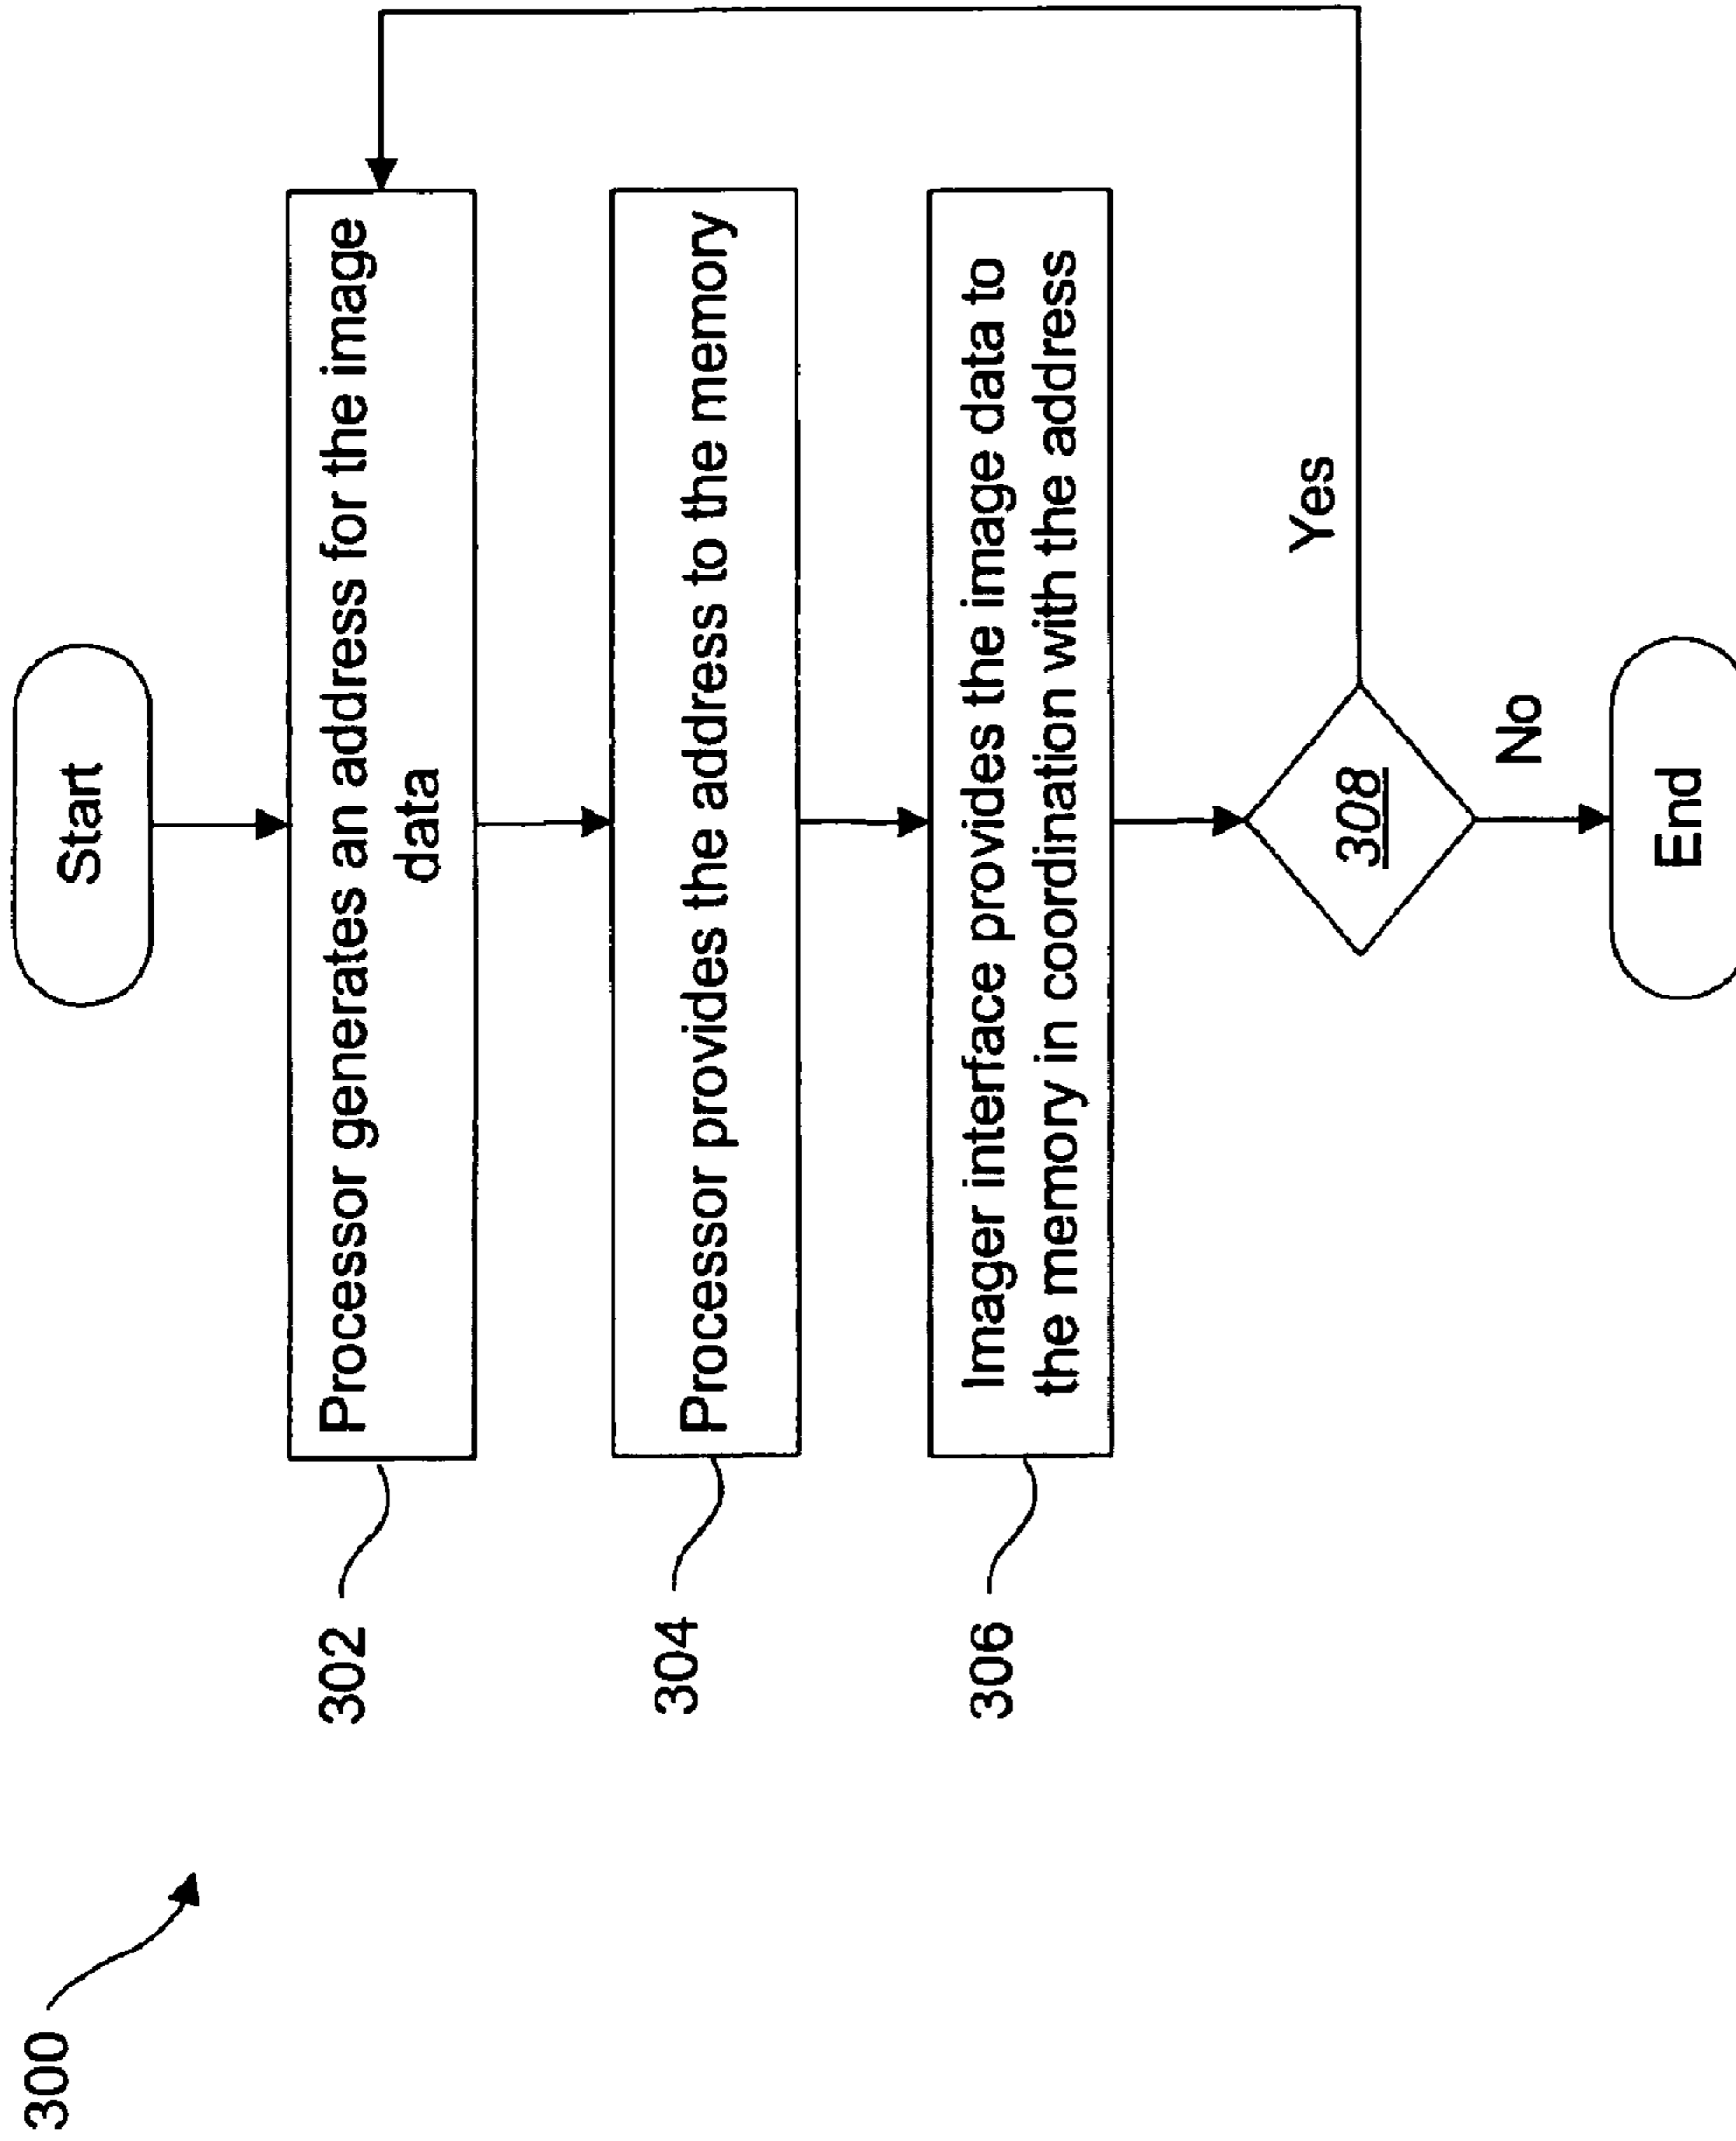 300
Start
302
Processor generates an address for the image
data
304
Processor provides the address to the memory
306
Imager interface provides the image data to
the memory in coordination with the address
308
Yes
No
End